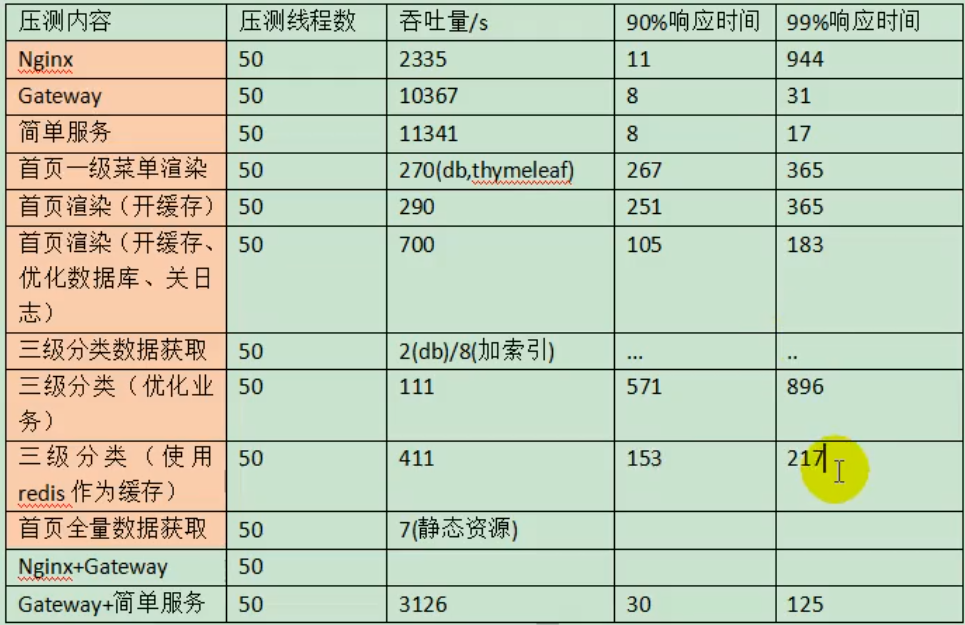 压测内容 压测线程数 吞吐量/s 90%响应时间 99%响应时间
Nginx 50 2335 11 944
Gateway 50 10367 8 31
简单服务 50 11341 8 17
首页一级菜单渲染 50 270(db,thymeleaf) 267 365
首页渲染（开缓存） 50 290 251 365
首页渲染（开缓存、 50 700 105 183
优化数据库、关日
志）
三级分类数据获取 50 2(db)/8(加索引) ... ..
三级分类（优化业 50 111 571 896
务）
三级分类（使用 50 411 153 217
redis作为缓存）
首页全量数据获取 50 7(静态资源)
Nginx+Gateway 50
Gateway+简单服务 50 3126 30 125